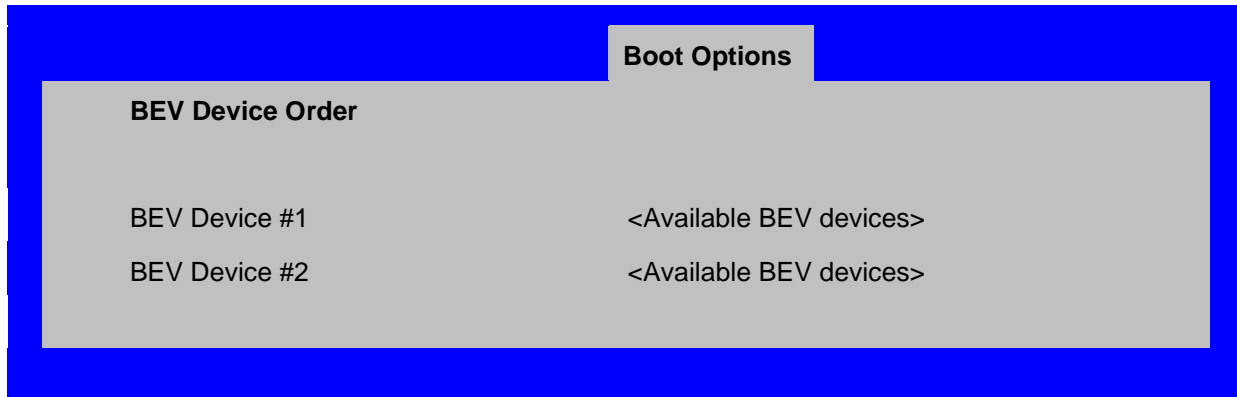 Boot Options
BEV Device Order
BEV Device #1 <Available BEV devices>
BEV Device #2 <Available BEV devices>